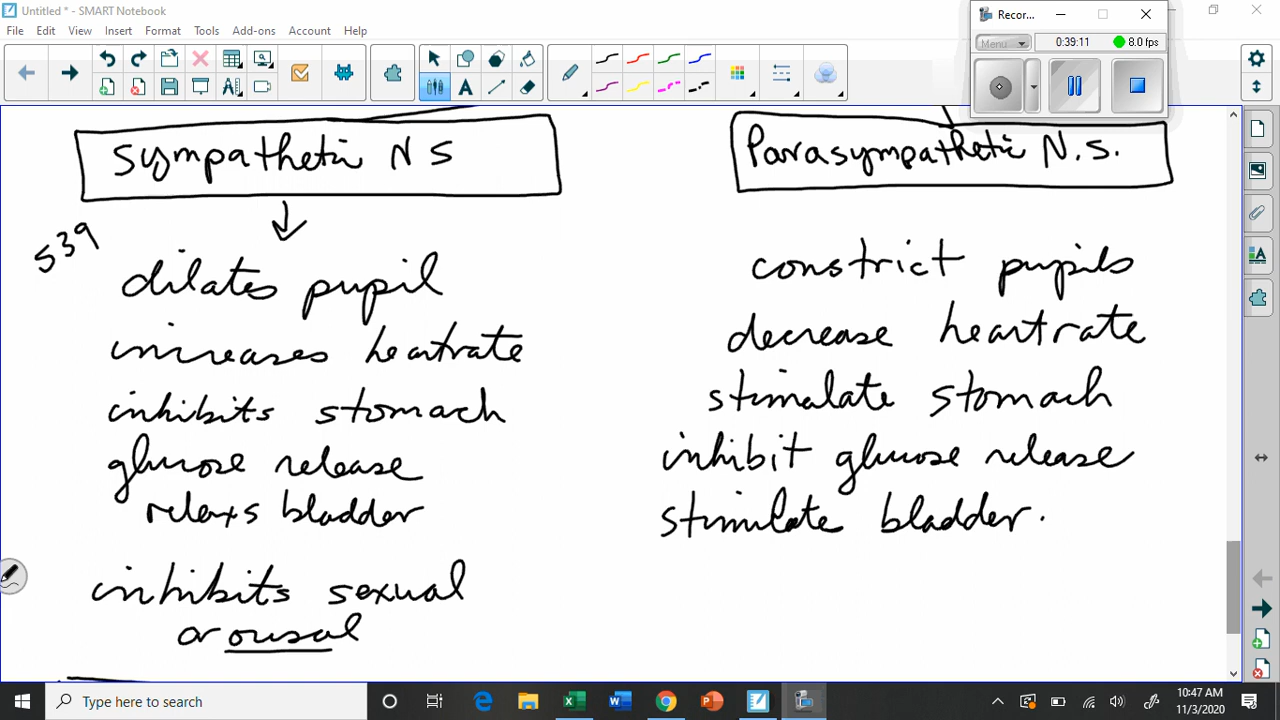 Untitled * - SMART Notebook
File Edit View Insert Format Tools Add-ons Account Help
Recor...
Menu
0:39:11
8.0 fps
Sympathetic N S
Parasympathetic N.S.
539
dilates pupil
increases heartrate
inhibits stomach
glucose release
relaxs bladder
inhibits sexual
arousal
constrict pupils
decrease heartrate
stimulate stomach
inhibit glucose release
stimulate bladder.
Type here to search
10:47 AM
11/3/2020